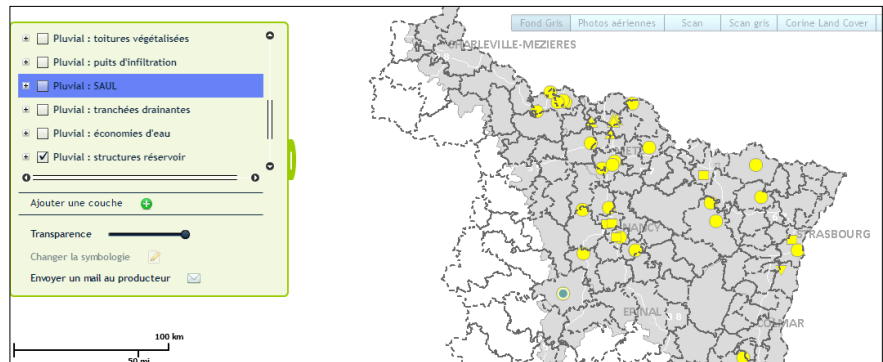 Pluvial : toitures végétalisées
Pluvial : puits d'infiltration
Pluvial : SAUL
Pluvial : tranchées drainantes
Pluvial : économies d'eau
Pluvial : structures réservoir
Ajouter une couche
Transparence
Changer la symbologie
Envoyer un mail au producteur
100 km
50 mi
Fond Gris
Photos aériennes
Scan
Scan gris
Corine Land Cover
CHARLEVILLE-MEZIERES
METZ
NANCY
STRASBOURG
EPINAL
COLMAR